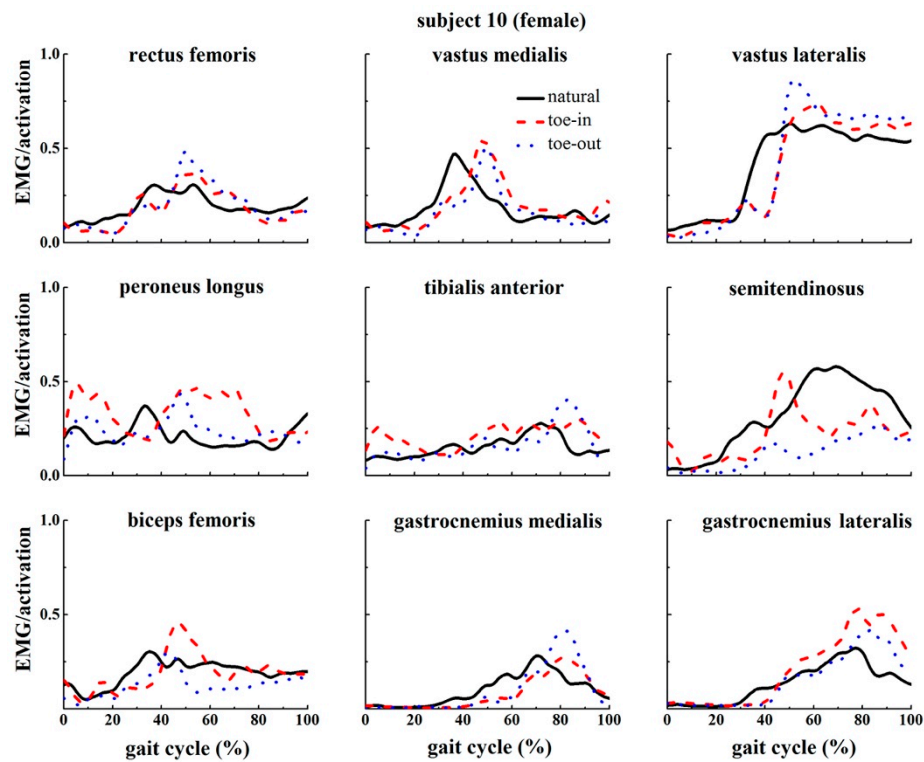 subject 10 (female)
rectus femoris
vastus medialis
vastus lateralis
1.0
0.5
0.0
EMG/activation
natural
toe-in
toe-out
peroneus longus
tibialis anterior
semitendinosus
1.0
0.5
0.0
EMG/activation
biceps femoris
gastrocnemius medialis
gastrocnemius lateralis
1.0
0.5
0.0
EMG/activation
0 20 40 60 80 100
0 20 40 60 80 100
0 20 40 60 80 100
gait cycle (%)
gait cycle (%)
gait cycle (%)